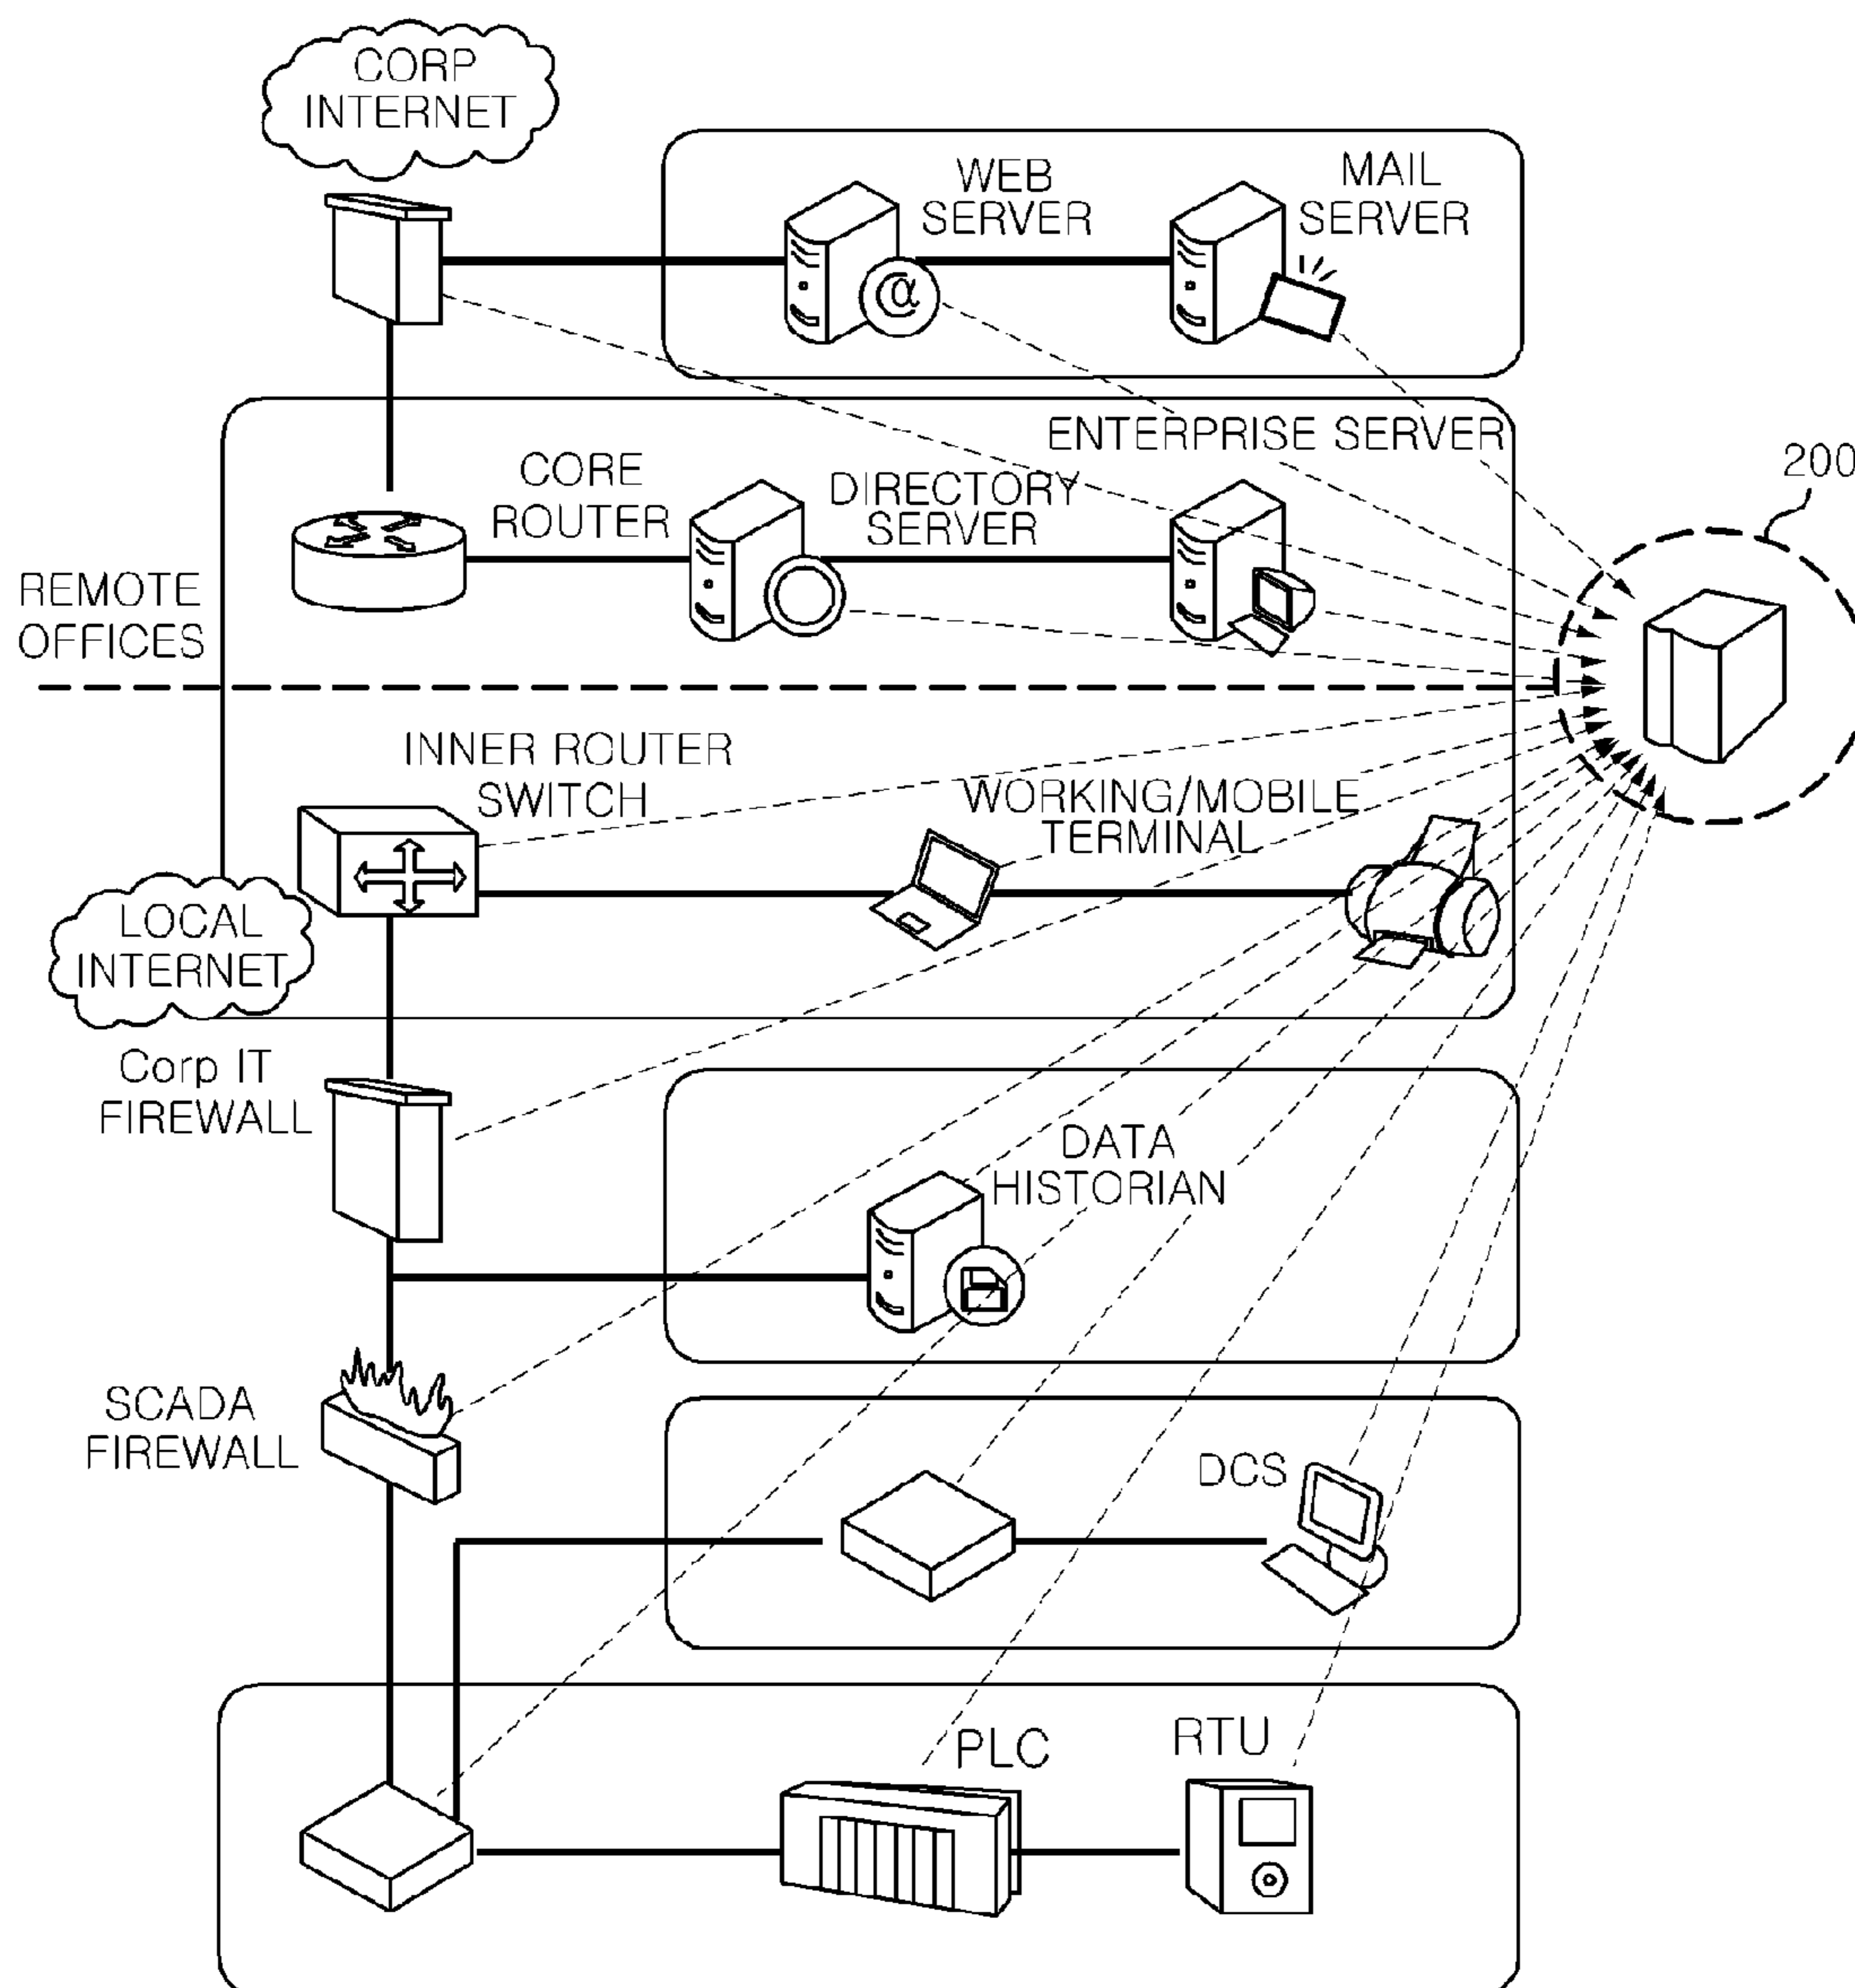 CORP
INTERNET
WEB
SERVER
MAIL
SERVER
ENTERPRISE SERVER
200
CORE
ROUTER
DIRECTORY
SERVER
REMOTE
OFFICES
INNER ROUTER
SWITCH
WORKING/MOBILE
TERMINAL
LOCAL
INTERNET
Corp IT
FIREWALL
DATA
HISTORIAN
SCADA
FIREWALL
DCS
PLC
RTU
@